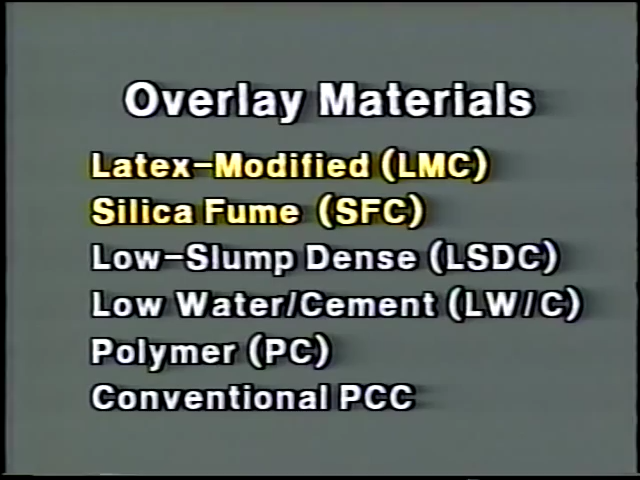 Overlay Materials
Latex-Modified (LMC)
Silica Fume (SFC)
Low-Slump Dense (LSDC)
Low Water/Cement (LW/C)
Polymer (PC)
Conventional PCC